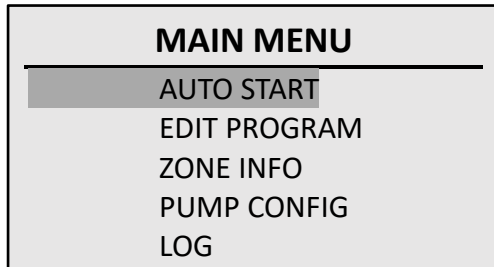 MAIN MENU
AUTO START
EDIT PROGRAM
ZONE INFO
PUMP CONFIG
LOG